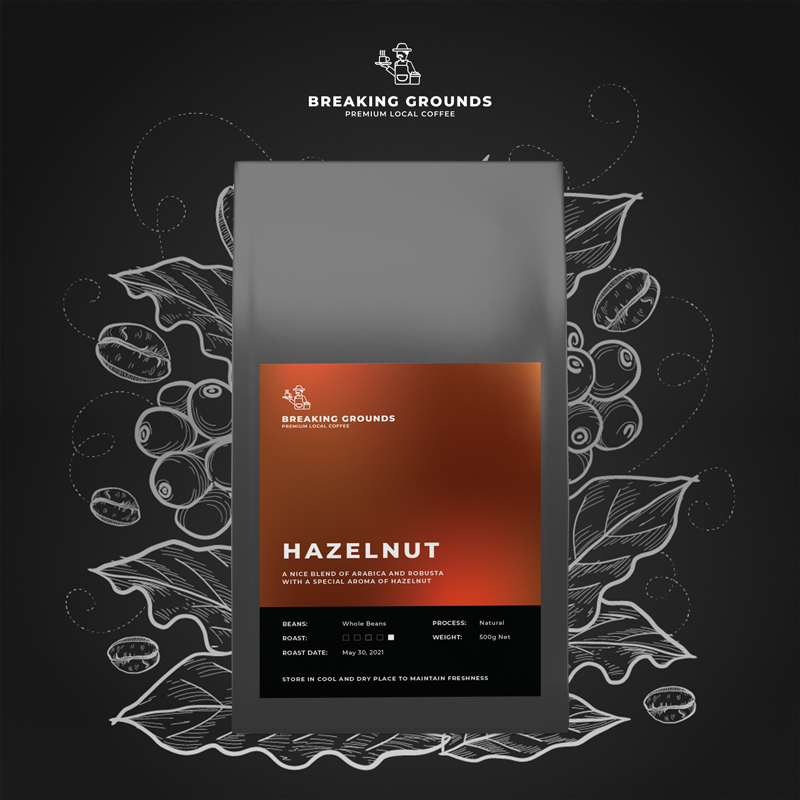 BREAKING GROUNDS
PREMIUM LOCAL COFFEE
BREAKING GROUNDS
PREMIUM LOCAL COFFEE
HAZELNUT
A NICE BLEND OF ARABICA AND ROBUSTA
WITH A SPECIAL AROMA OF HAZELNUT
BEANS: Whole Beans PROCESS: Natural
ROAST: WEIGHT: 500g Net
ROAST DATE: May 30, 2021
STORE IN COOL AND DRY PLACE TO MAINTAIN FRESHNESS